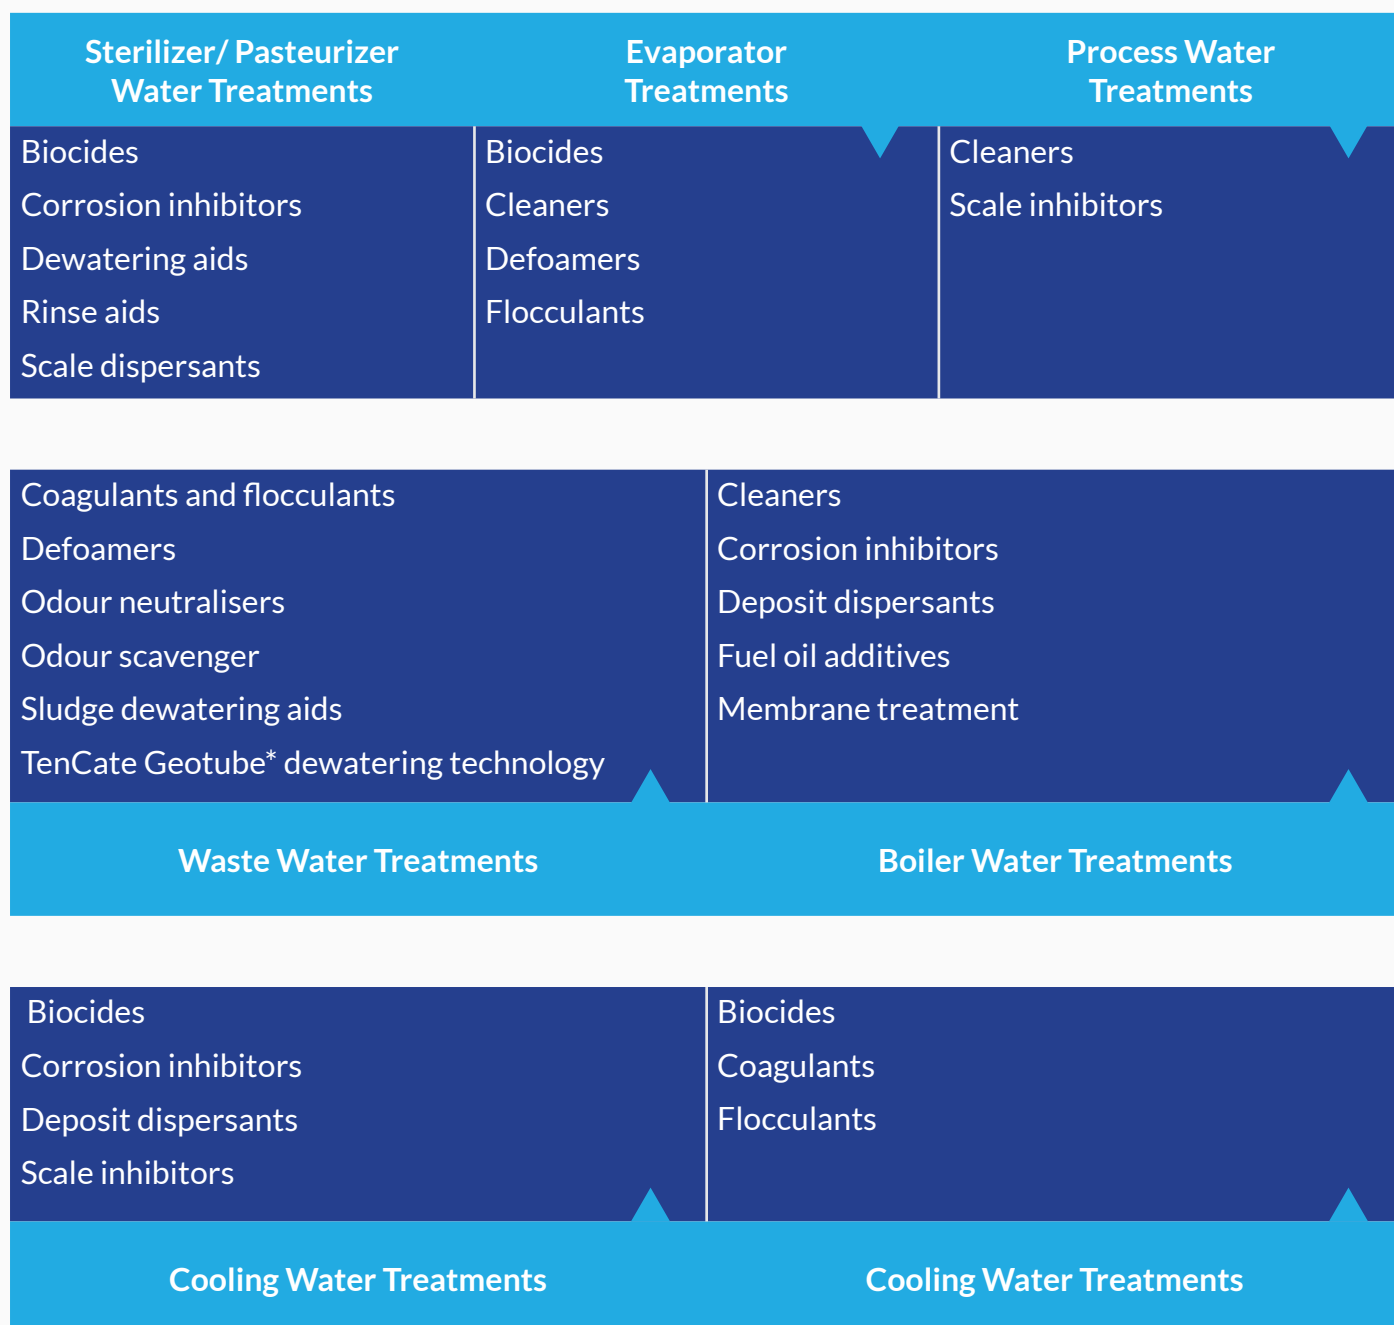 Sterilizer/ Pasteurizer
Water Treatments
Evaporator
Treatments
Process Water
Treatments
Biocides
Corrosion inhibitors
Dewatering aids
Rinse aids
Scale dispersants
Biocides
Cleaners
Defoamers
Flocculants
Cleaners
Scale inhibitors
Coagulants and flocculants
Defoamers
Odour neutralisers
Odour scavenger
Sludge dewatering aids
TenCate Geotube* dewatering technology
Cleaners
Corrosion inhibitors
Deposit dispersants
Fuel oil additives
Membrane treatment
Waste Water Treatments
Boiler Water Treatments
Biocides
Corrosion inhibitors
Deposit dispersants
Scale inhibitors
Biocides
Coagulants
Flocculants
Cooling Water Treatments
Cooling Water Treatments